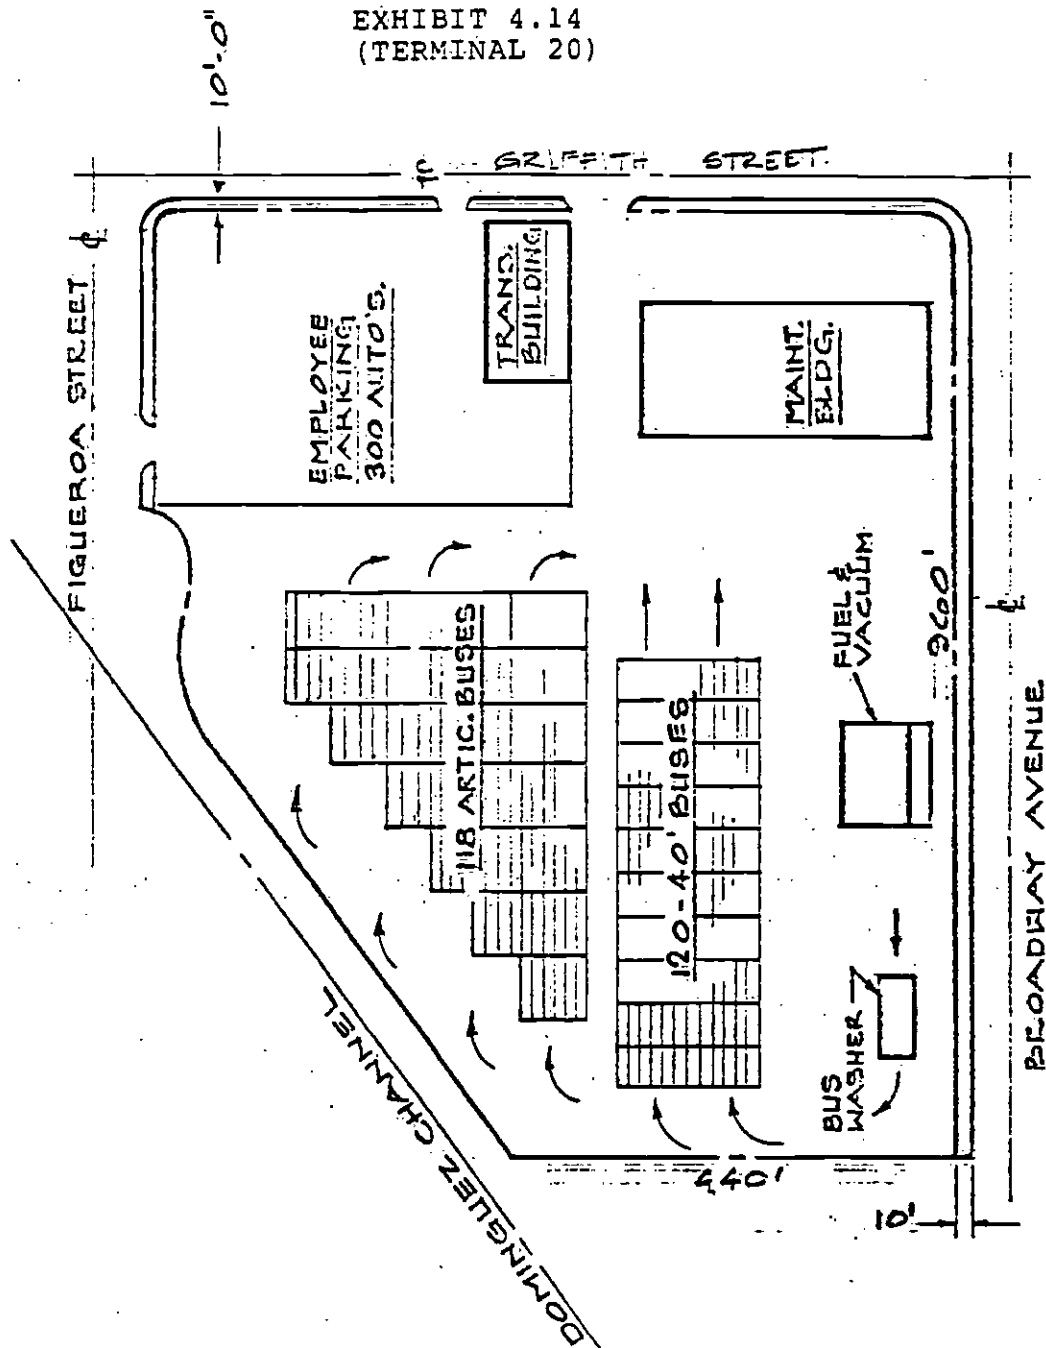 EXHIBIT 4.14
(TERMINAL 20)
10'-0"
GRIFFITH STREET.
FIGUEROA STREET
EMPLOYEE
PARKING
300 AUTO'S.
TRANS.
BUILDING
MAINT.
BLDG.
118 ARTIC. BUSES
120-40' BUSES
FUEL &
VACUUM
960'
BUS
WASHER
DOMINGUEZ CHANNEL
440'
10'
BROADWAY AVENUE